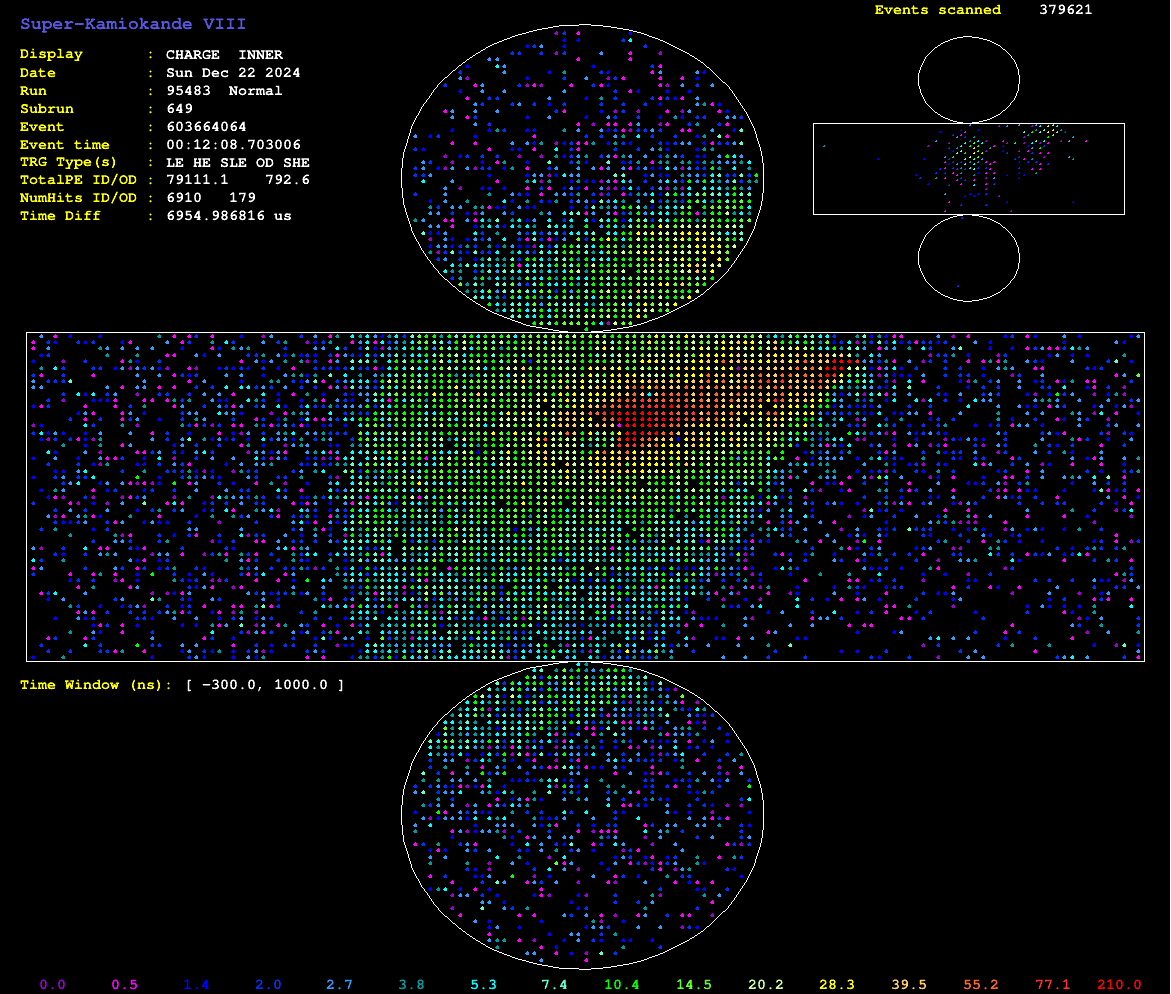 Super-Kamiokande VIII
Events scanned 379621
Display : CHARGE INNER
Date : Sun Dec 22 2024
Run : 95483 Normal
Subrun : 649
Event : 603664064
Event time : 00:12:08.703006
TRG Type(s) : LE HE SLE OD SHE
TotalPE ID/OD : 79111.1 792.6
NumHits ID/OD : 6910 179
Time Diff : 6954.986816 us
Time Window (ns): [ −300.0, 1000.0 ]
0.0 0.5 1.4 2.0 2.7 3.8 5.3 7.4 10.4 14.5 20.2 28.3 39.5 55.2 77.1 210.0